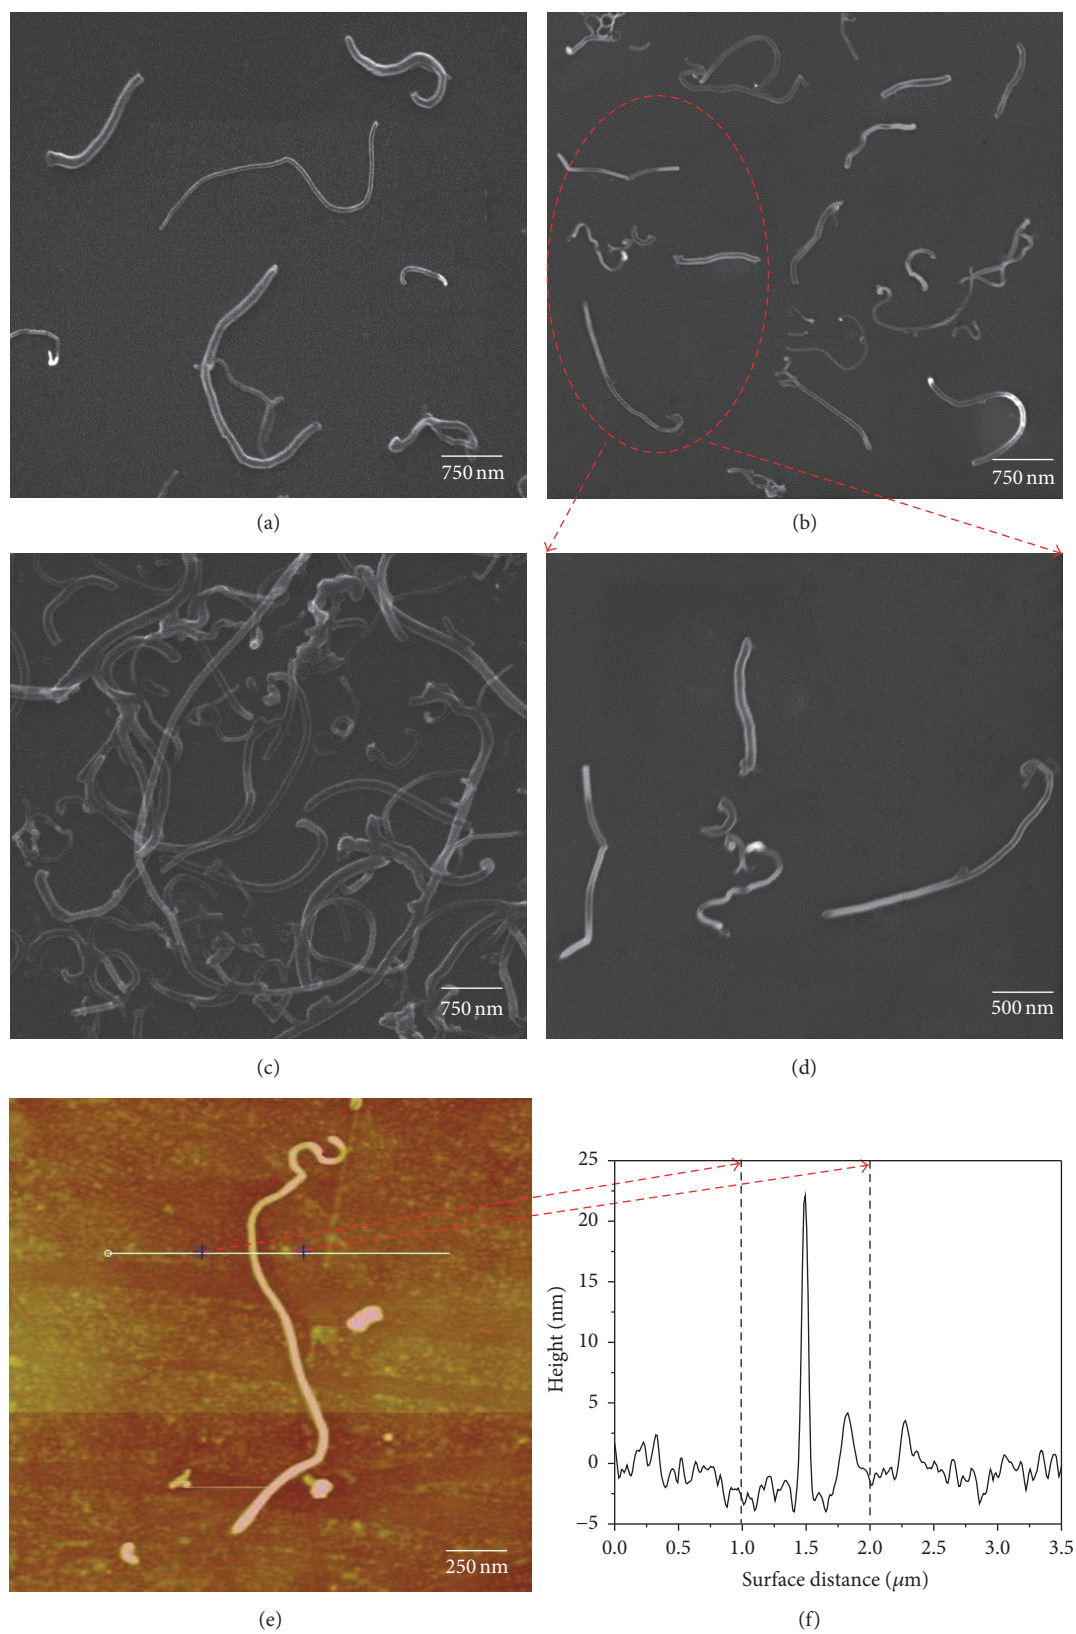 750 nm
750 nm
(a)
(b)
750 nm
500 nm
(c)
(d)
250 nm
(e)
25
20
15
10
5
0
−5
Height (nm)
0.0 0.5 1.0 1.5 2.0 2.5 3.0 3.5
Surface distance (μm)
(f)